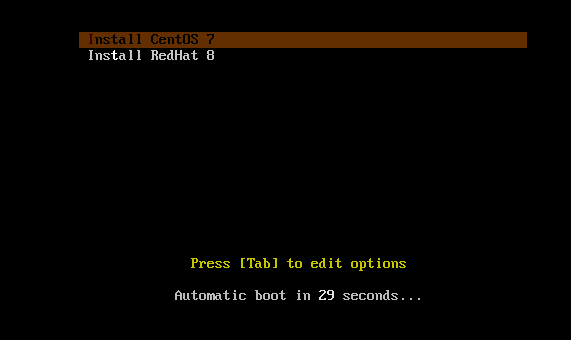 Install CentOS 7
Install RedHat 8
Press [Tab] to edit options
Automatic boot in 29 seconds...